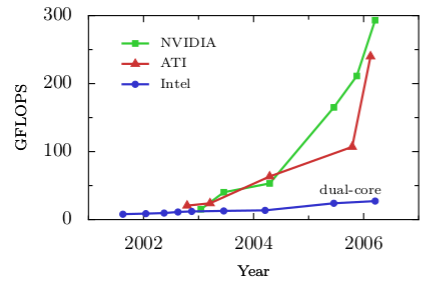 300
NVIDIA
ATI
Intel
200
GFLOPS
100
dual-core
0
2002 2004 2006
Year